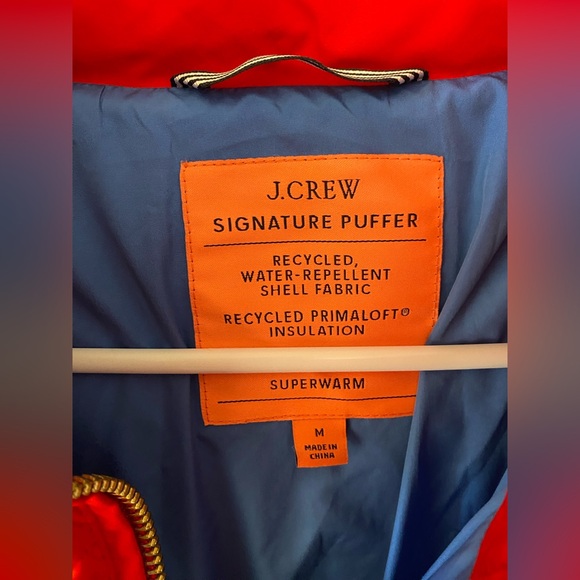 J.CREW
SIGNATURE PUFFER
RECYCLED,
WATER-REPELLENT
SHELL FABRIC
RECYCLED PRIMALOFT®
INSULATION
SUPERWARM
M
MADE IN
CHINA